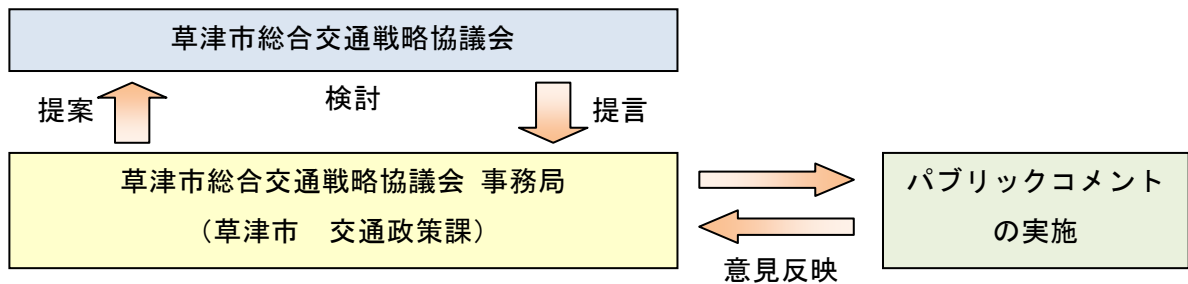 草津市総合交通戦略協議会
提案
検討
提言
草津市総合交通戦略協議会 事務局
（草津市　交通政策課）
パブリックコメント
の実施
意見反映